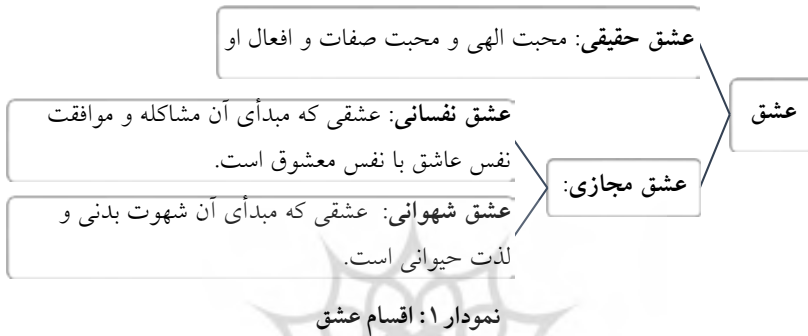 عشق
عشق حقیقی: محبت الهی و محبت صفات و افعال او
عشق مجازی:
عشق نفسانی: عشقی که مبدأی آن مشاکله و موافقت
نفس عاشق با نفس معشوق است.
عشق شهوانی: عشقی که مبدأی آن شهوت بدنی و
لذت حیوانی است.
نمودار ۱: اقسام عشق